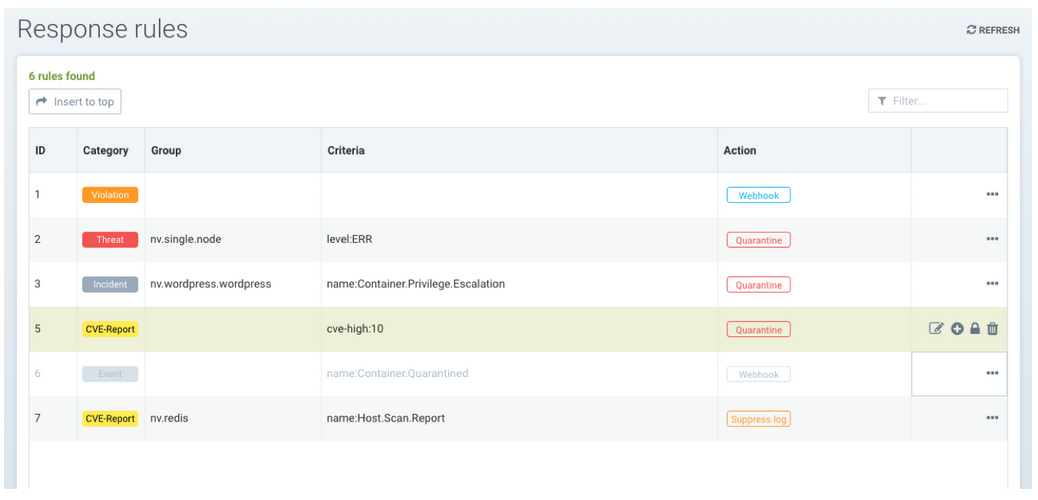 Response rules
REFRESH
6 rules found
Insert to top
Filter...
ID Category Group Criteria Action
1 Violation Webhook
2 Threat nv.single.node level:ERR Quarantine
3 Incident nv.wordpress.wordpress name:Container.Privilege.Escalation Quarantine
5 CVE-Report cve-high:10 Quarantine
6 Event name:Container.Quarantined Webhook
7 CVE-Report nv.redis name:Host.Scan.Report Suppress log